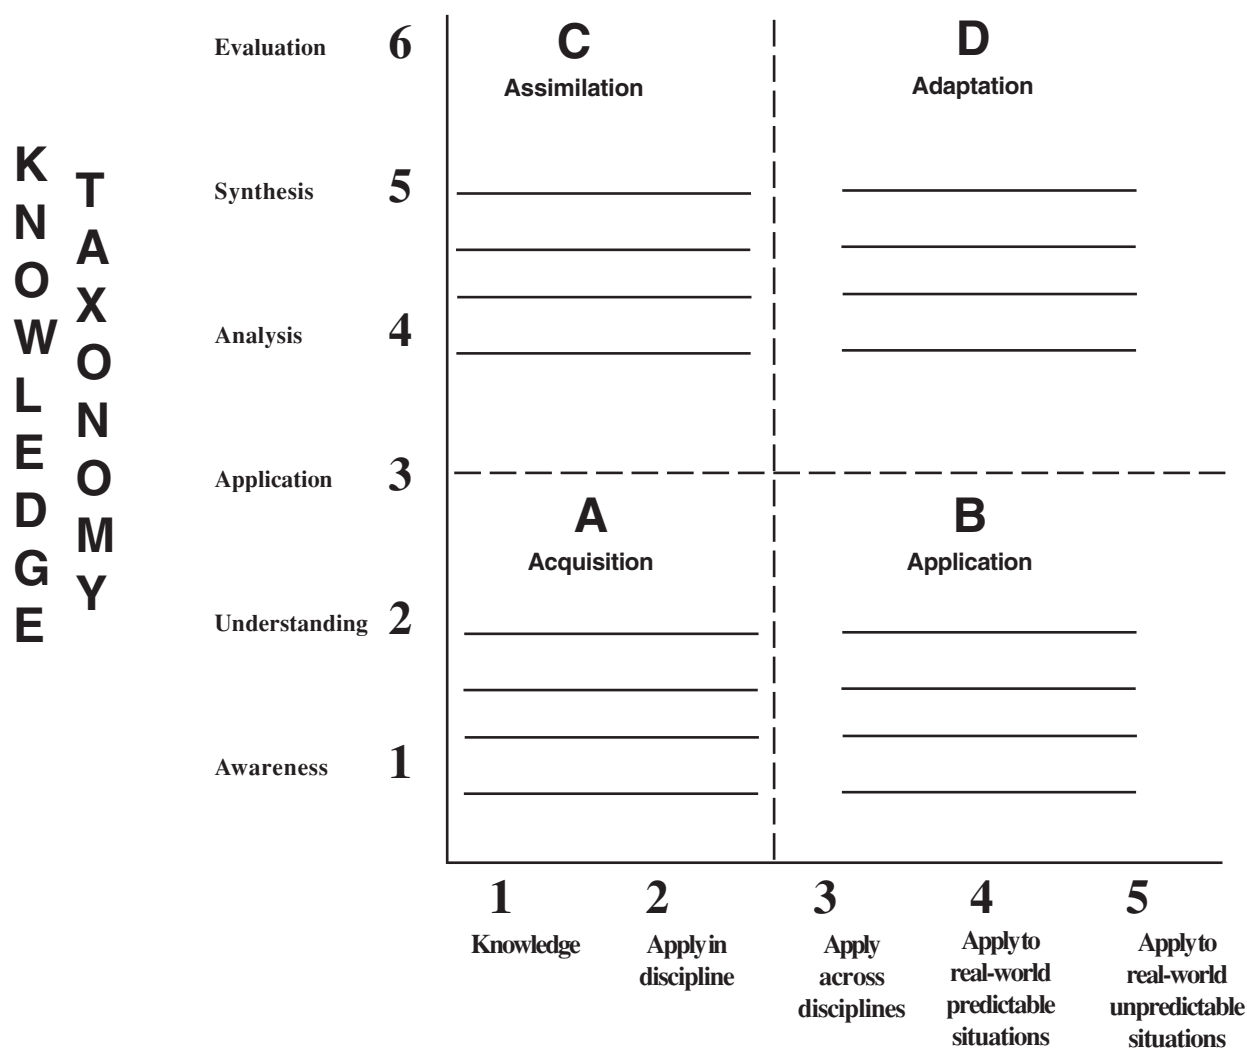 KNOWLEDGE
TAXONOMY
Evaluation 6
Synthesis 5
Analysis 4
Application 3
Understanding 2
Awareness 1
C
Assimilation
D
Adaptation
A
Acquisition
B
Application
1
Knowledge
2
Apply in
discipline
3
Apply
across
disciplines
4
Apply to
real-world
predictable
situations
5
Apply to
real-world
unpredictable
situations